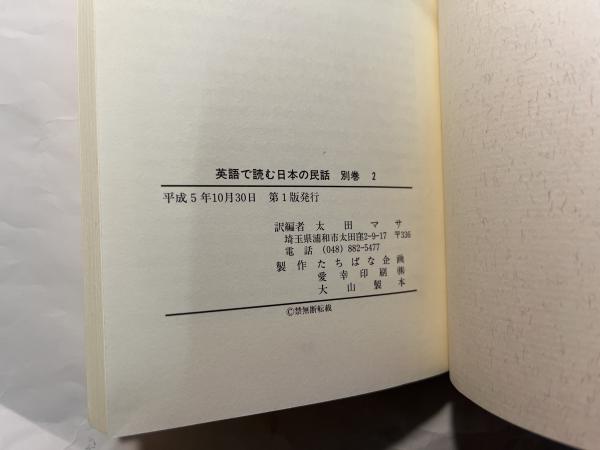 英語で読む日本の民話 別巻 2
平成5年10月30日 第1版発行
訳編者 太田マサ
埼玉県浦和市太田窪2-9-17 〒336
電話 (048) 882-5477
製作 たちばな企画
愛幸印刷㈱
大山製本
©禁無断転載